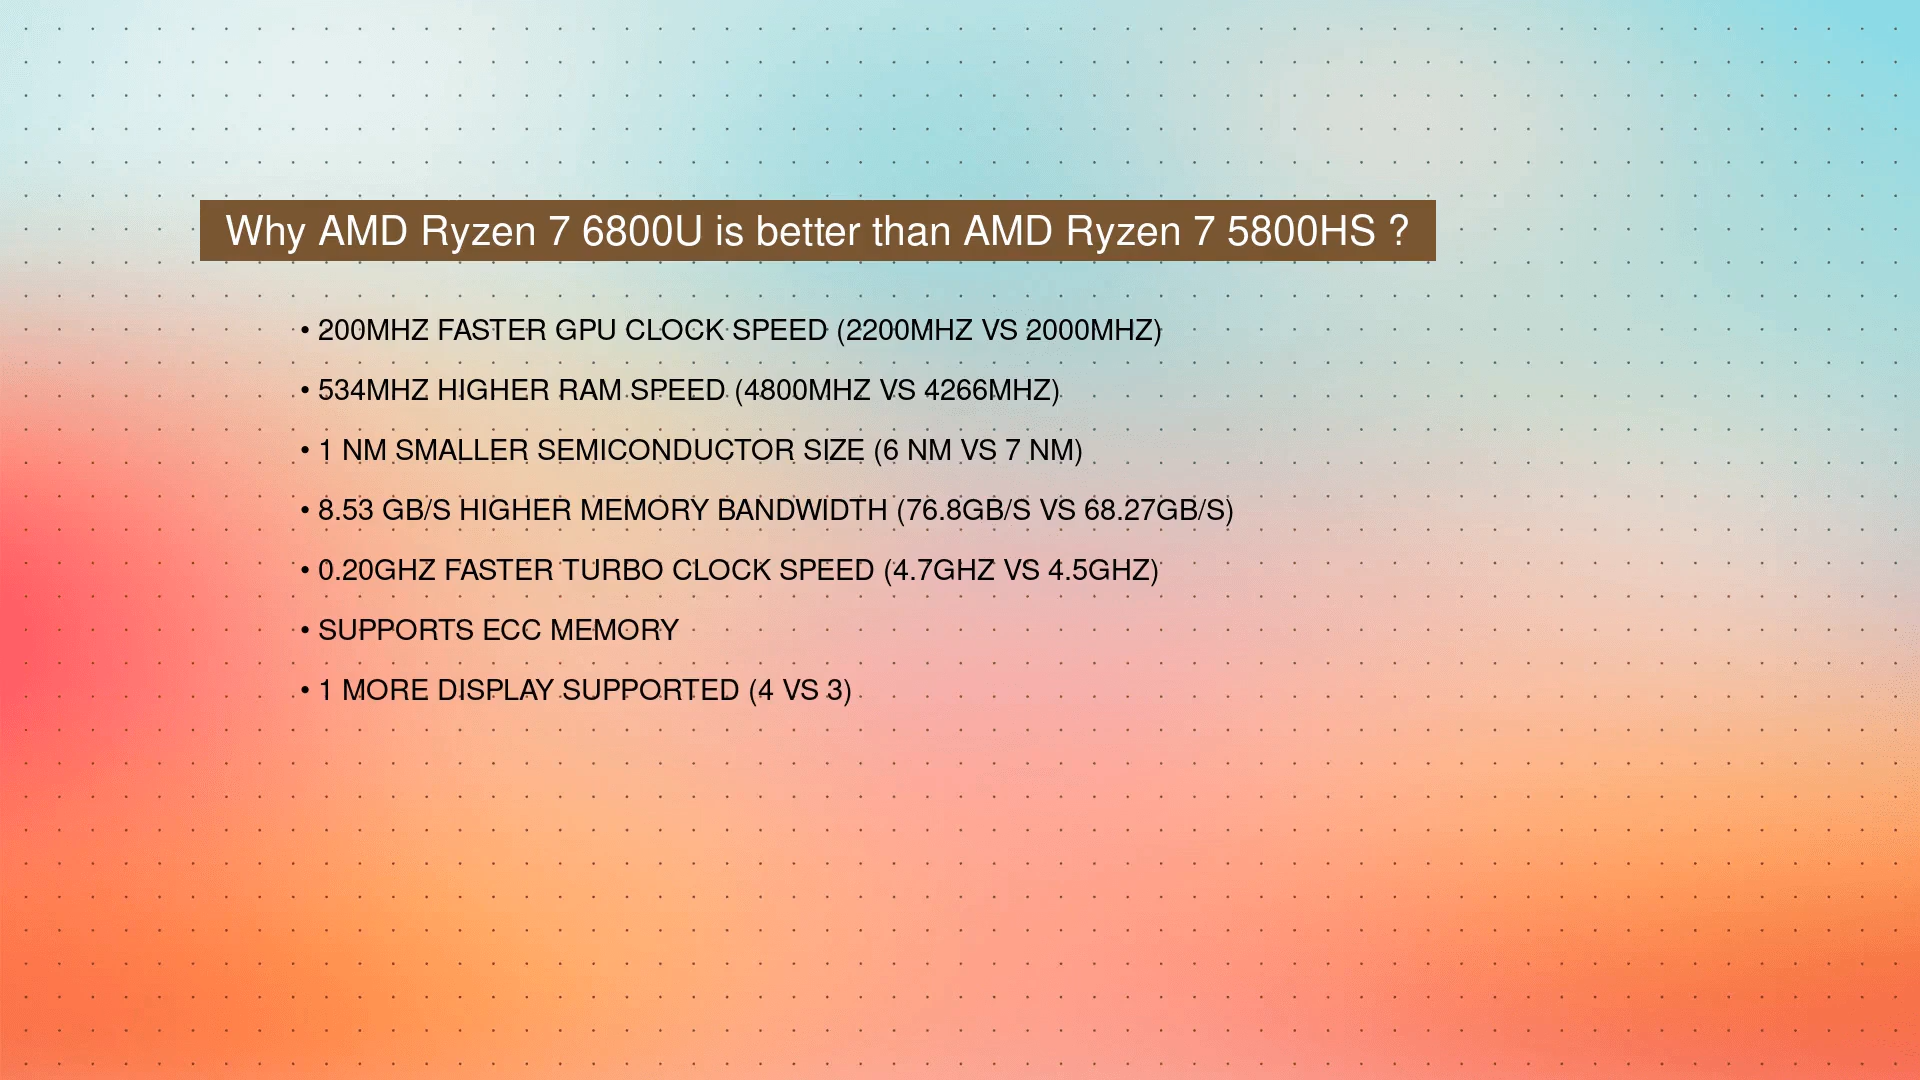 Why AMD Ryzen 7 6800U is better than AMD Ryzen 7 5800HS ?
• 200MHZ FASTER GPU CLOCK SPEED (2200MHZ VS 2000MHZ)
• 534MHZ HIGHER RAM SPEED (4800MHZ VS 4266MHZ)
• 1 NM SMALLER SEMICONDUCTOR SIZE (6 NM VS 7 NM)
• 8.53 GB/S HIGHER MEMORY BANDWIDTH (76.8GB/S VS 68.27GB/S)
• 0.20GHZ FASTER TURBO CLOCK SPEED (4.7GHZ VS 4.5GHZ)
• SUPPORTS ECC MEMORY
• 1 MORE DISPLAY SUPPORTED (4 VS 3)